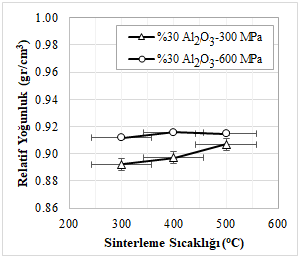 1.00
0.98
0.96
0.94
0.92
0.90
0.88
0.86
Relatif Yoğunluk (gr/cm³)
%30 Al₂O₃-300 MPa
%30 Al₂O₃-600 MPa
200 300 400 500 600
Sinterleme Sıcaklığı (ºC)